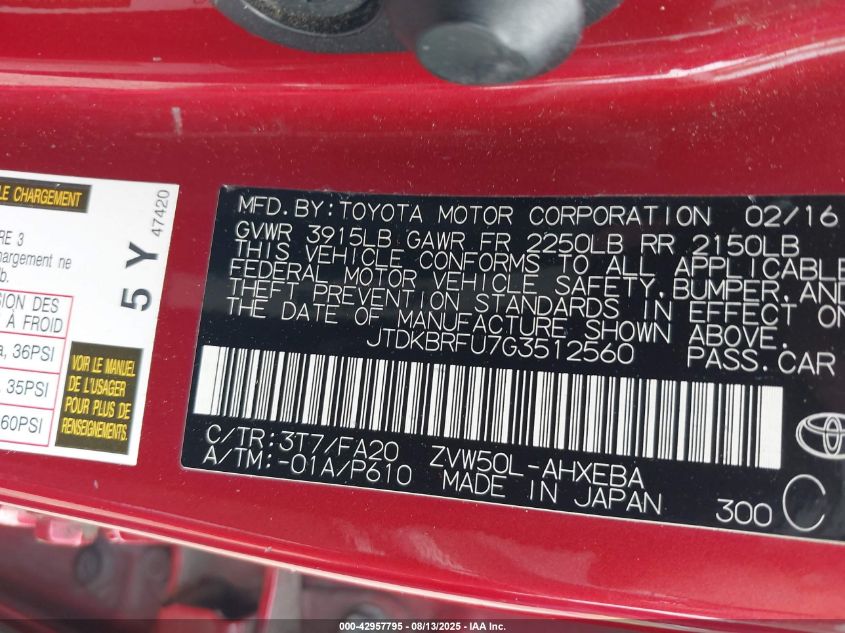 LE CHARGEMENT
RE 3
hargement ne
lb.
SION DES
À FROID
a, 36PSI
, 35PSI
60PSI
5 Y
47420
VOIR LE MANUEL
DE L'USAGER
POUR PLUS DE
RENSEIGNEMENTS.
MFD.BY:TOYOTA MOTOR CORPORATION 02/16
GVWR 3915LB GAWR FR 2250LB RR 2150LB
THIS VEHICLE CONFORMS TO ALL APPLICABLE
FEDERAL MOTOR VEHICLE SAFETY,BUMPER,AND
THEFT PREVENTION STANDARDS IN EFFECT ON
THE DATE OF MANUFACTURE SHOWN ABOVE.
JTDKBRFU7G3512560 PASS.CAR
C/TR:3T7/FA20 ZVW50L-AHXEBA
A/TM:-01A/P610 MADE IN JAPAN 300 C
000-42957795 - 08/13/2025 - IAA Inc.